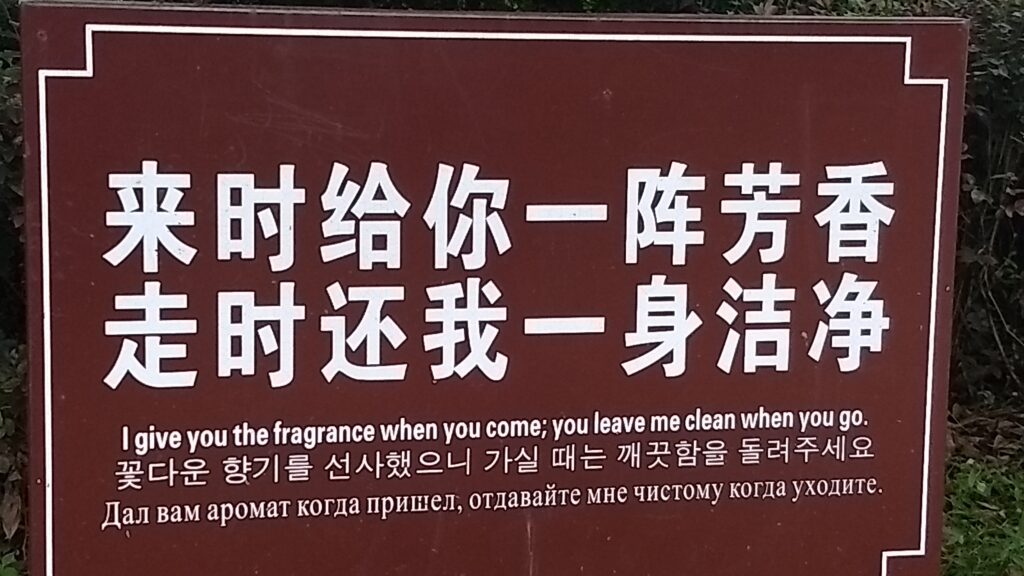 来时给你一阵芳香
走时还我一身洁净
I give you the fragrance when you come; you leave me clean when you go.
꽃다운 향기를 선사했으니 가실 때는 깨끗함을 돌려주세요
Дал вам аромат когда пришел, отдавайте мне чистому когда уходите.